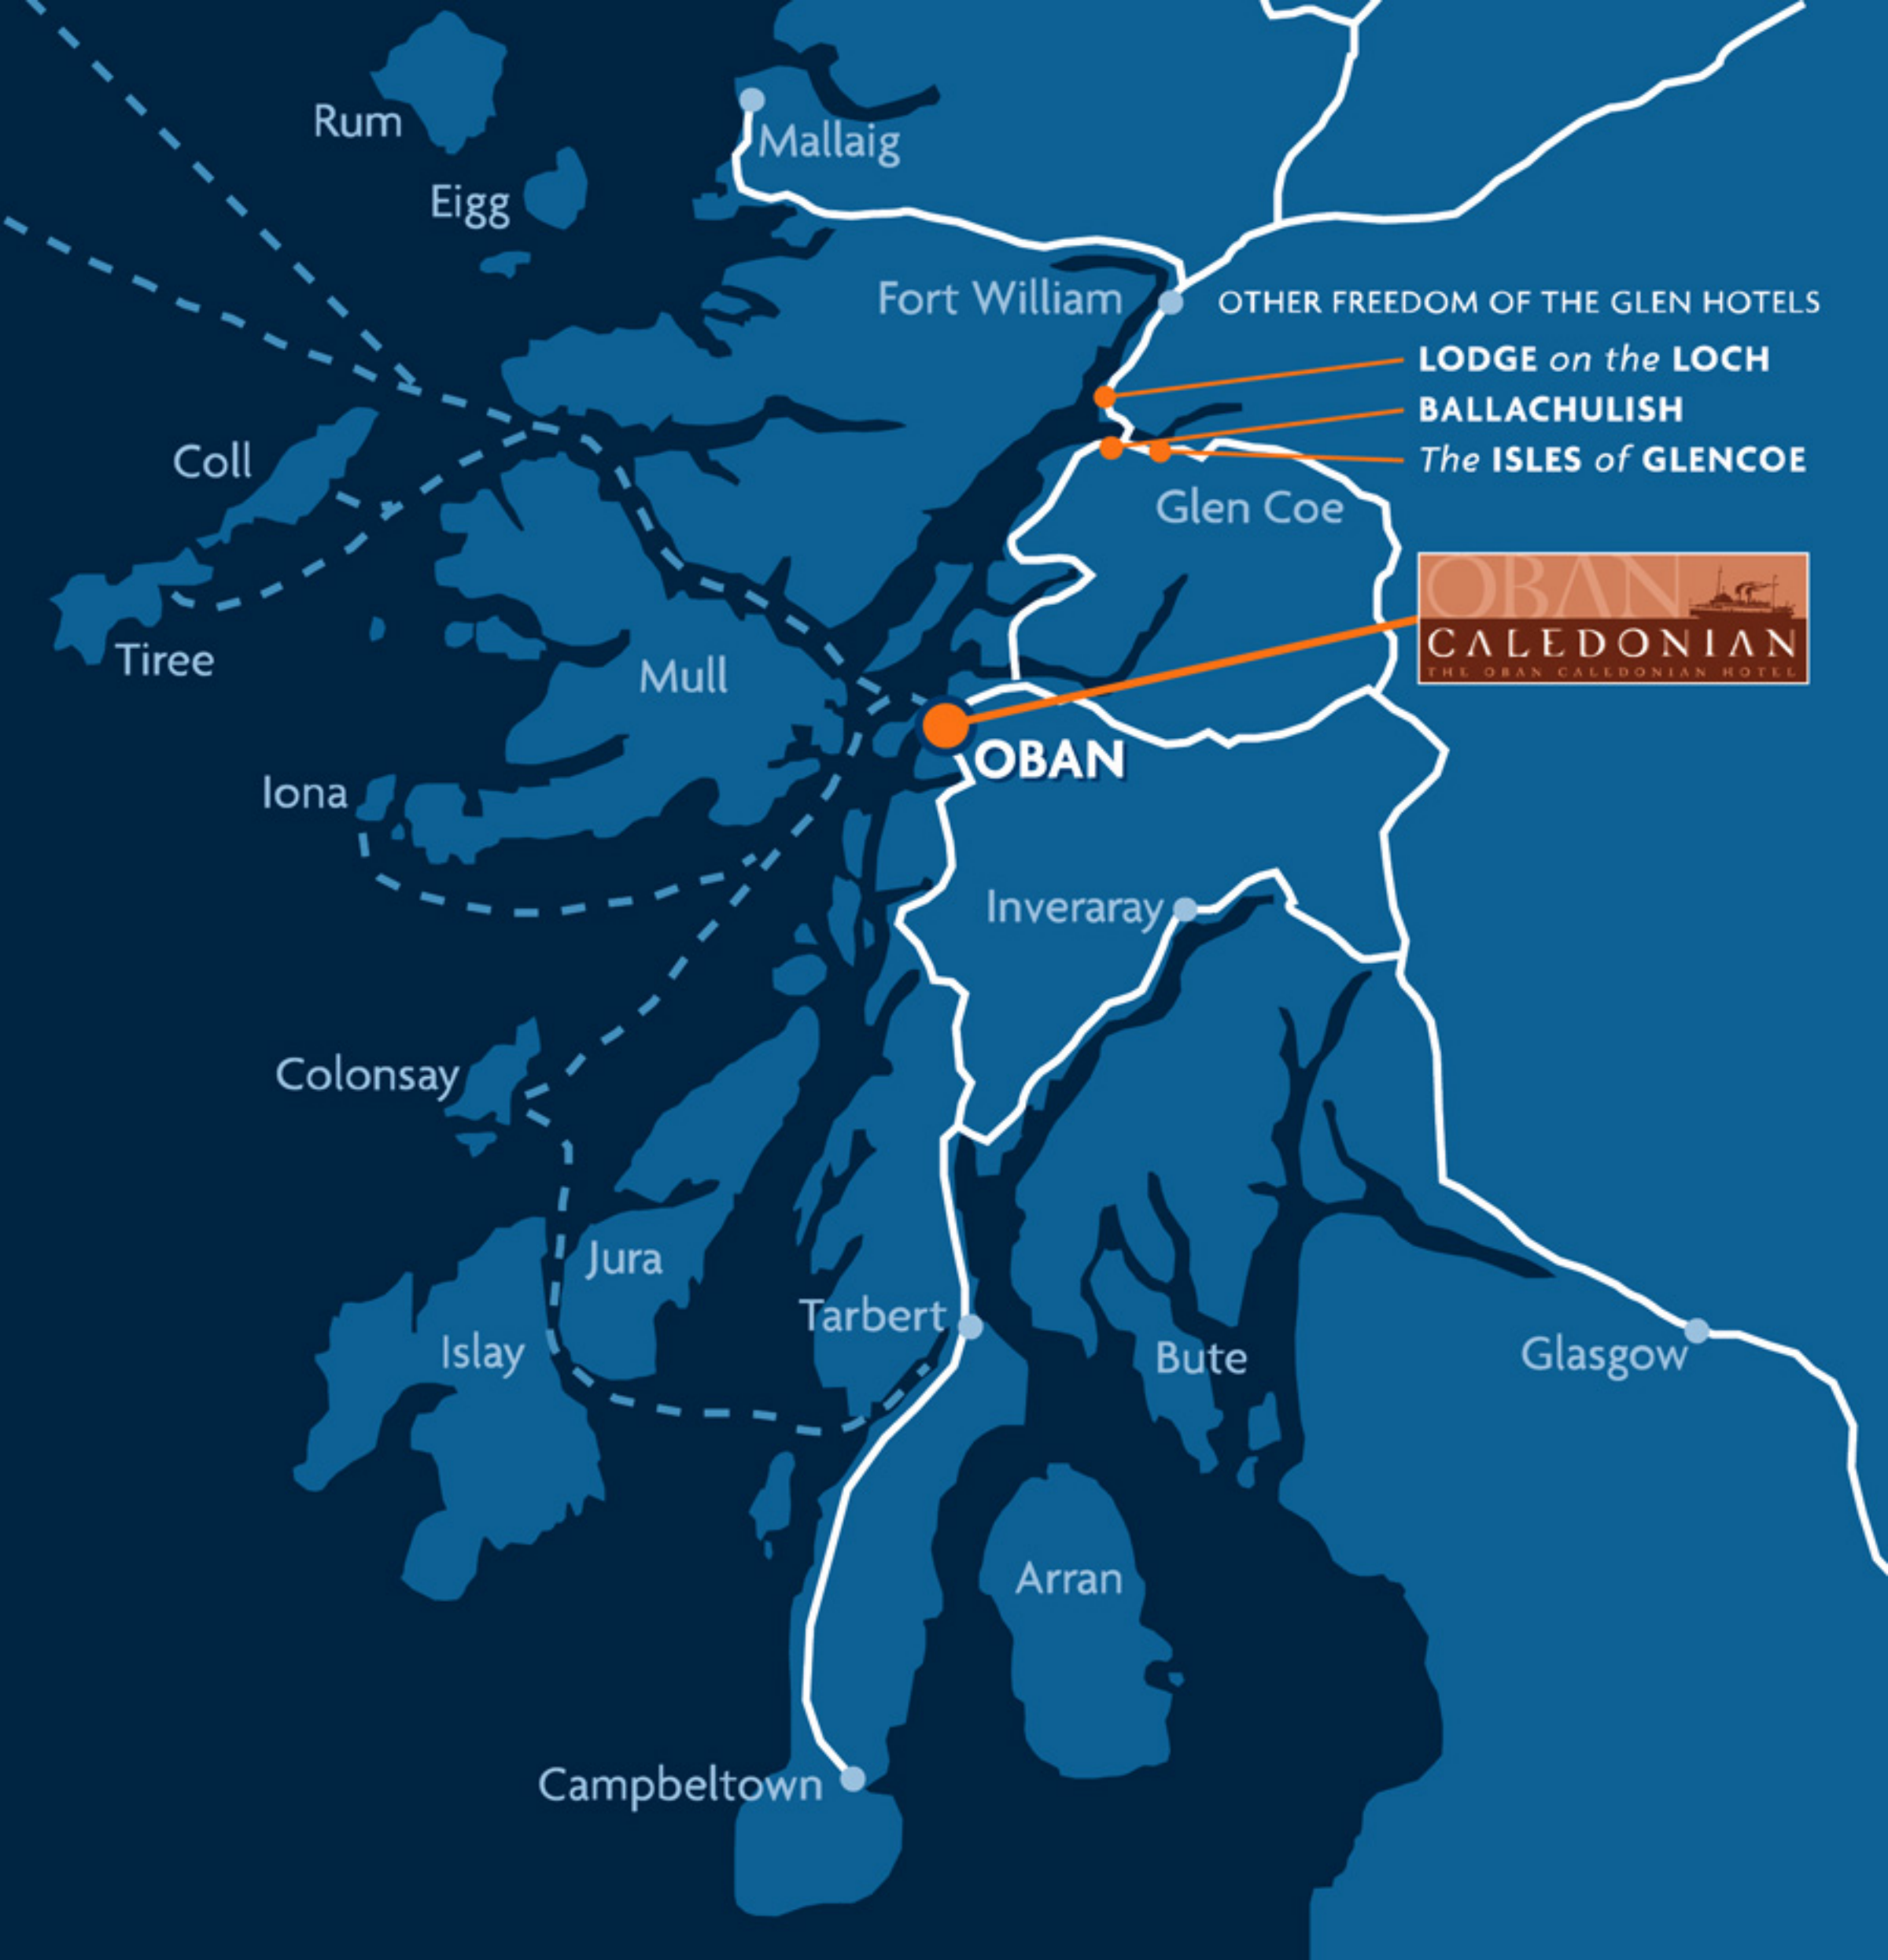 Rum
Mallaig
Eigg
Fort William
OTHER FREEDOM OF THE GLEN HOTELS
LODGE on the LOCH
BALLACHULISH
Coll
The ISLES of GLENCOE
Glen Coe
OBAN
CALEDONIAN
THE OBAN CALEDONIAN HOTEL
Tiree
Mull
OBAN
Iona
Inveraray
Colonsay
Jura
Tarbert
Islay
Bute
Glasgow
Arran
Campbeltown